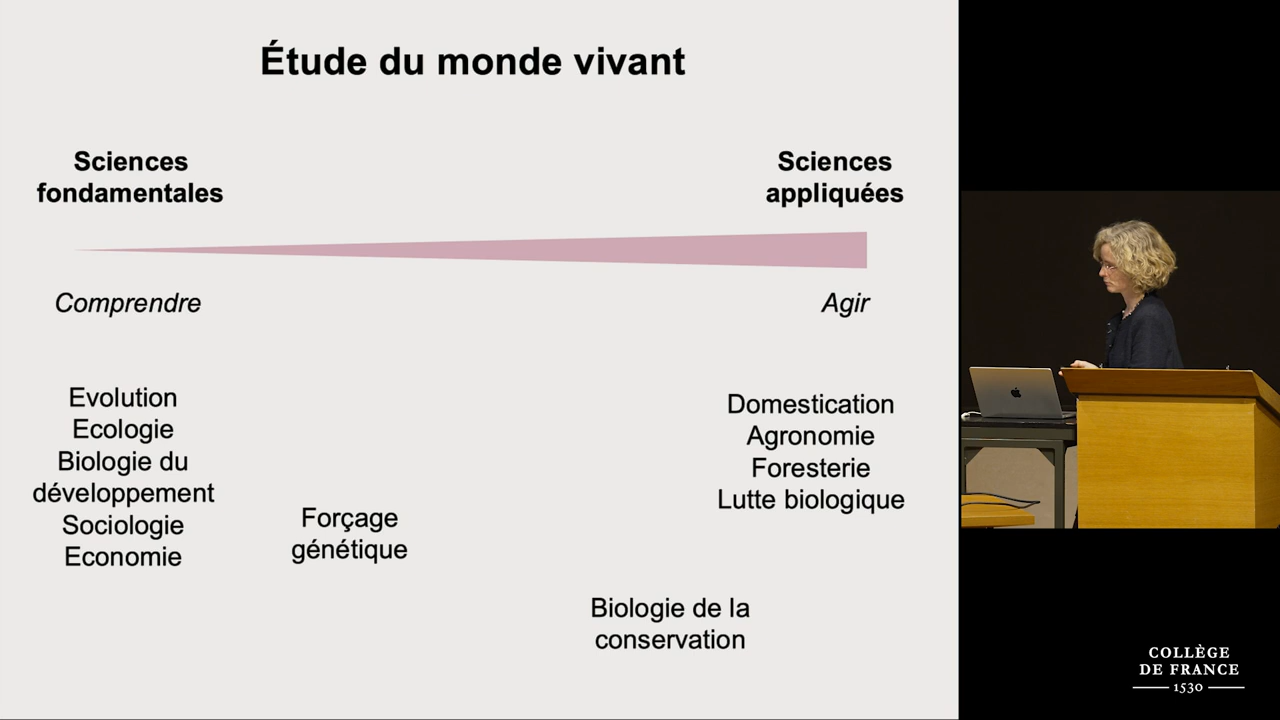 Étude du monde vivant
Sciences
fondamentales
Sciences
appliquées
Comprendre
Agir
Evolution
Ecologie
Biologie du
développement
Sociologie
Economie
Forçage
génétique
Domestication
Agronomie
Foresterie
Lutte biologique
Biologie de la
conservation
COLLÈGE
DE FRANCE
1530